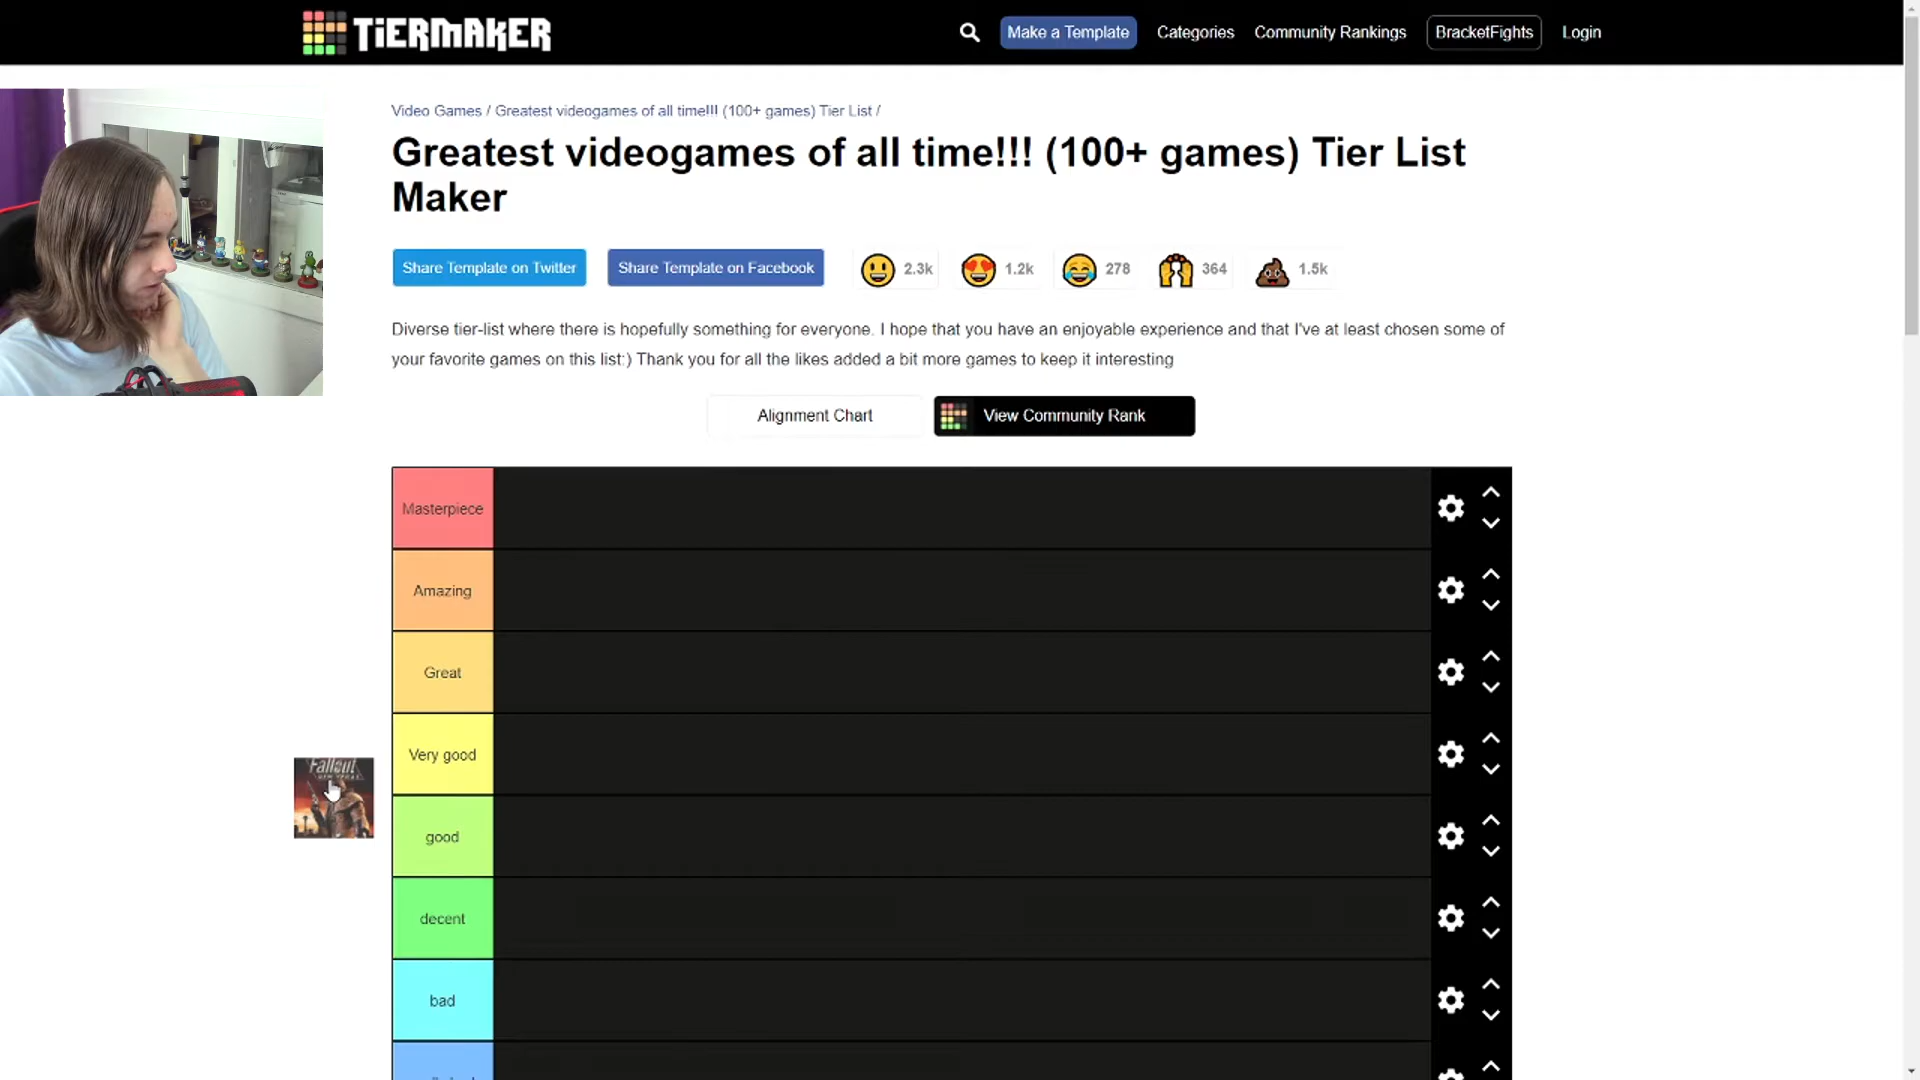 TiERMAKER
Make a Template
Categories
Community Rankings
BracketFights
Login
Video Games / Greatest videogames of all time!!! (100+ games) Tier List /
Greatest videogames of all time!!! (100+ games) Tier List
Maker
Share Template on Twitter
Share Template on Facebook
2.3k
1.2k
278
364
1.5k
Diverse tier-list where there is hopefully something for everyone. I hope that you have an enjoyable experience and that I've at least chosen some of
your favorite games on this list:) Thank you for all the likes added a bit more games to keep it interesting
Alignment Chart
View Community Rank
Masterpiece
Amazing
Great
Very good
Fallout
NEW VEGAS
good
decent
bad